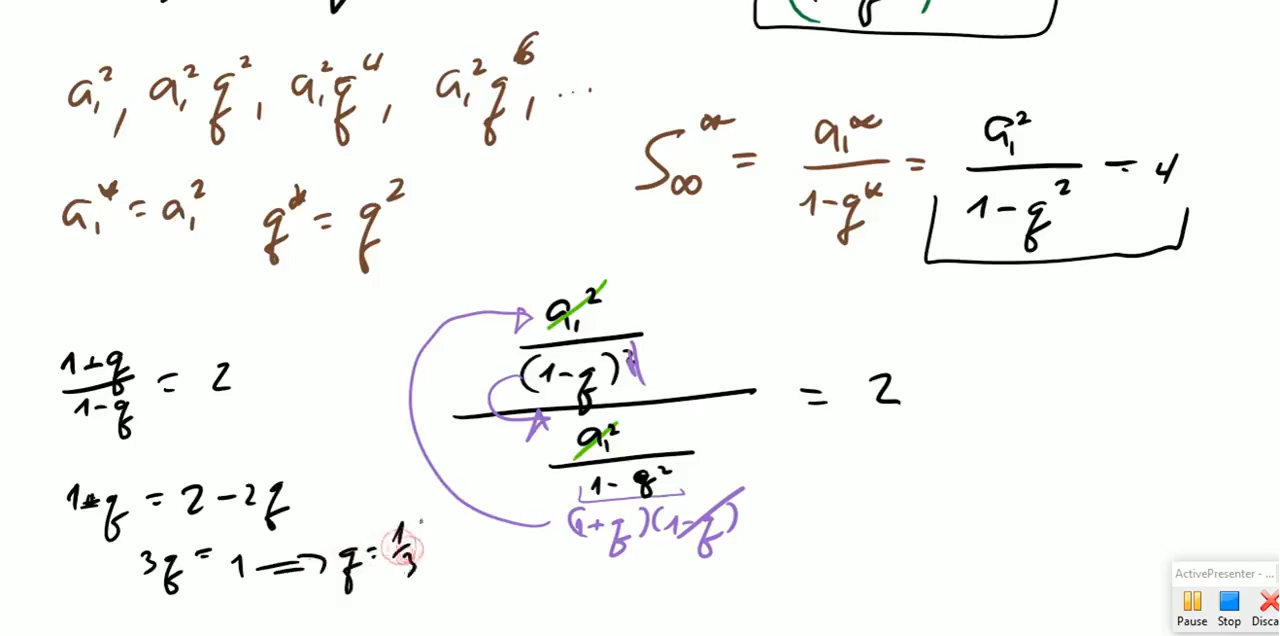 a₁², a₁²q², a₁²q⁴, a₁²q⁶, ...
S∞* = a₁*/(1-q*) = a₁²/(1-q²) = 4
a₁* = a₁² q* = q²
(a₁²/(1-q)²)/(a₁²/(1-q²)) = 2
(1+q)(1-q)
(1+q)/(1-q) = 2
1+q = 2-2q
3q = 1 ⟹ q = 1/3
ActivePresenter - ...
Pause Stop Disca